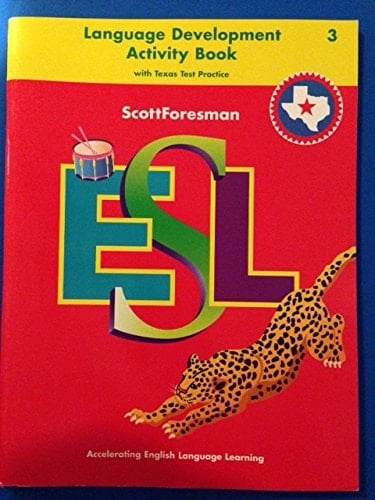 Language Development 3
Activity Book
with Texas Test Practice
ScottForesman
ESL
Accelerating English Language Learning